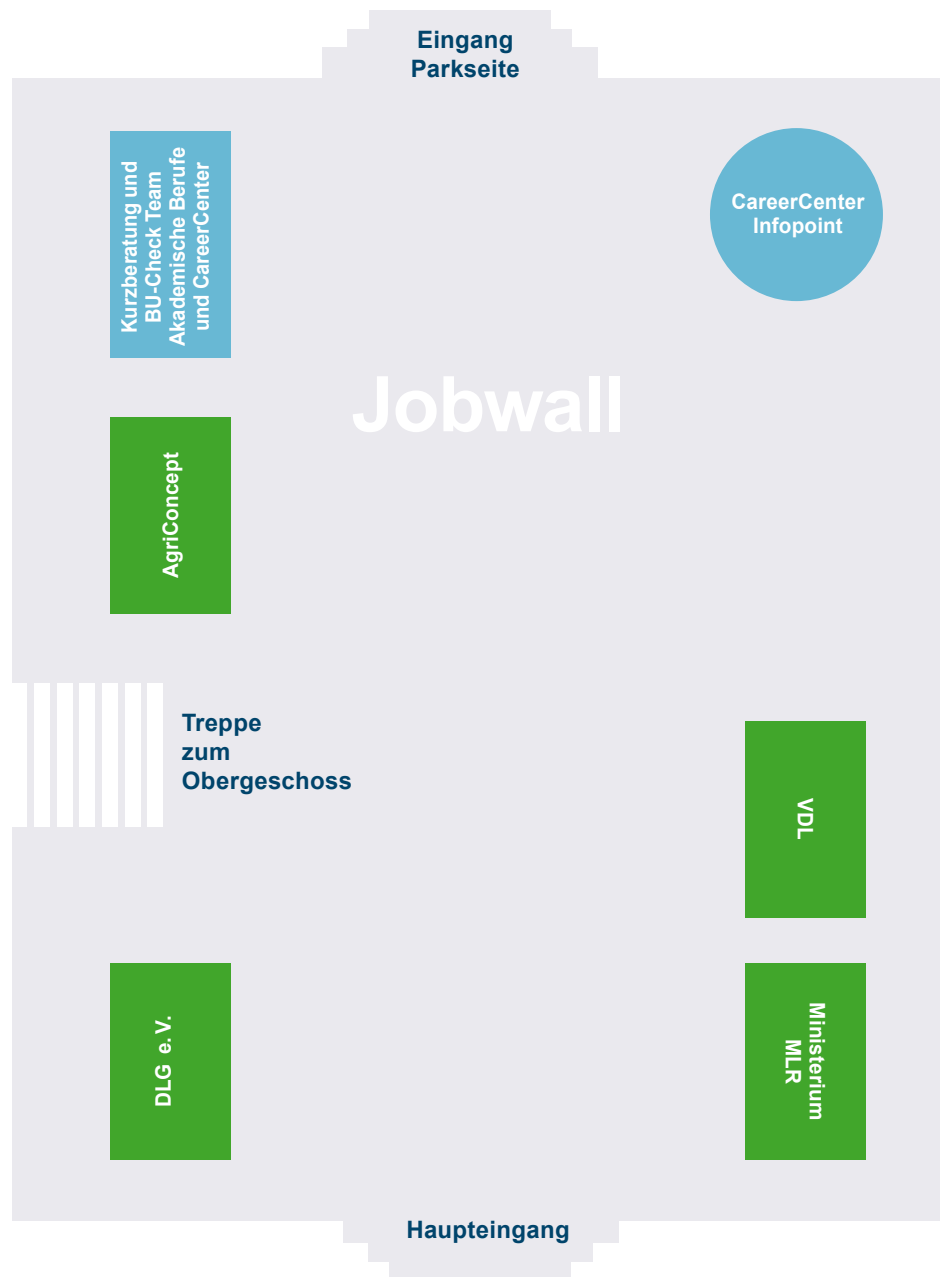 Eingang
Parkseite
Kurzberatung und
BU-Check Team
Akademische Berufe
und CareerCenter
CareerCenter
Infopoint
Jobwall
AgriConcept
Treppe
zum
Obergeschoss
VDL
DLG e.V.
Ministerium
MLR
Haupteingang